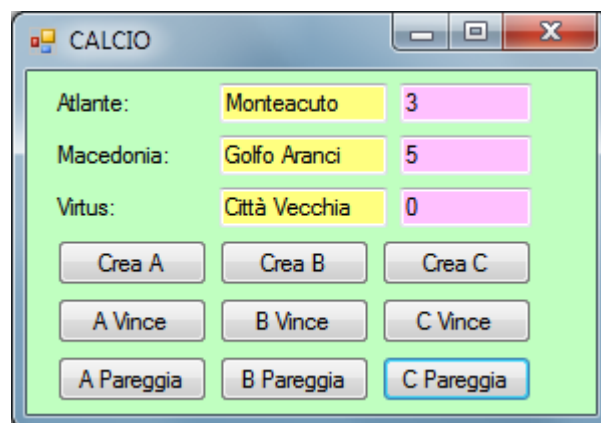 CALCIO
Atlante: Monteacuto 3
Macedonia: Golfo Aranci 5
Virtus: Città Vecchia 0
Crea A Crea B Crea C
A Vince B Vince C Vince
A Pareggia B Pareggia C Pareggia